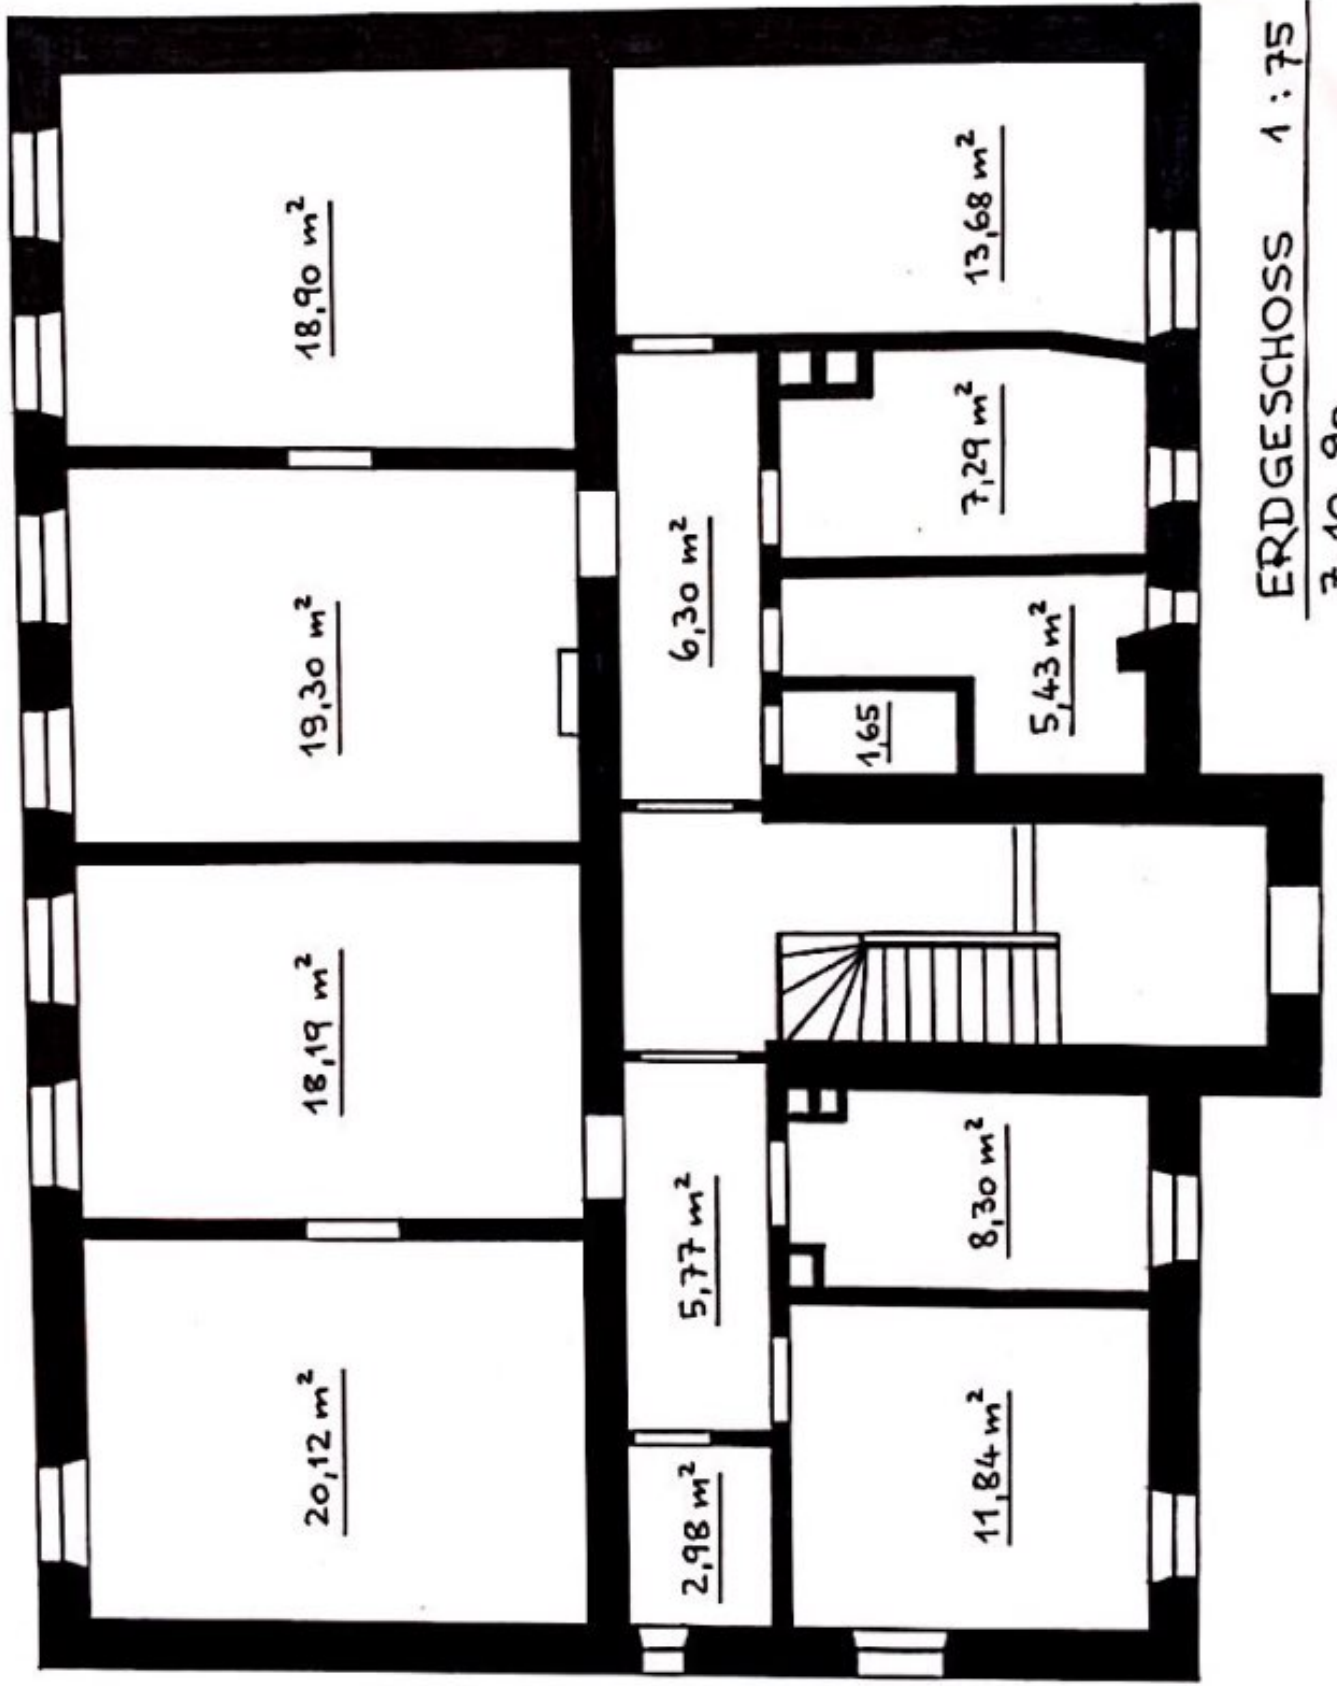 20,12 m²
18,19 m²
19,30 m²
18,90 m²
2,98 m²
5,77 m²
6,30 m²
1,65
11,84 m²
8,30 m²
5,43 m²
7,29 m²
13,68 m²
ERDGESCHOSS 1:75